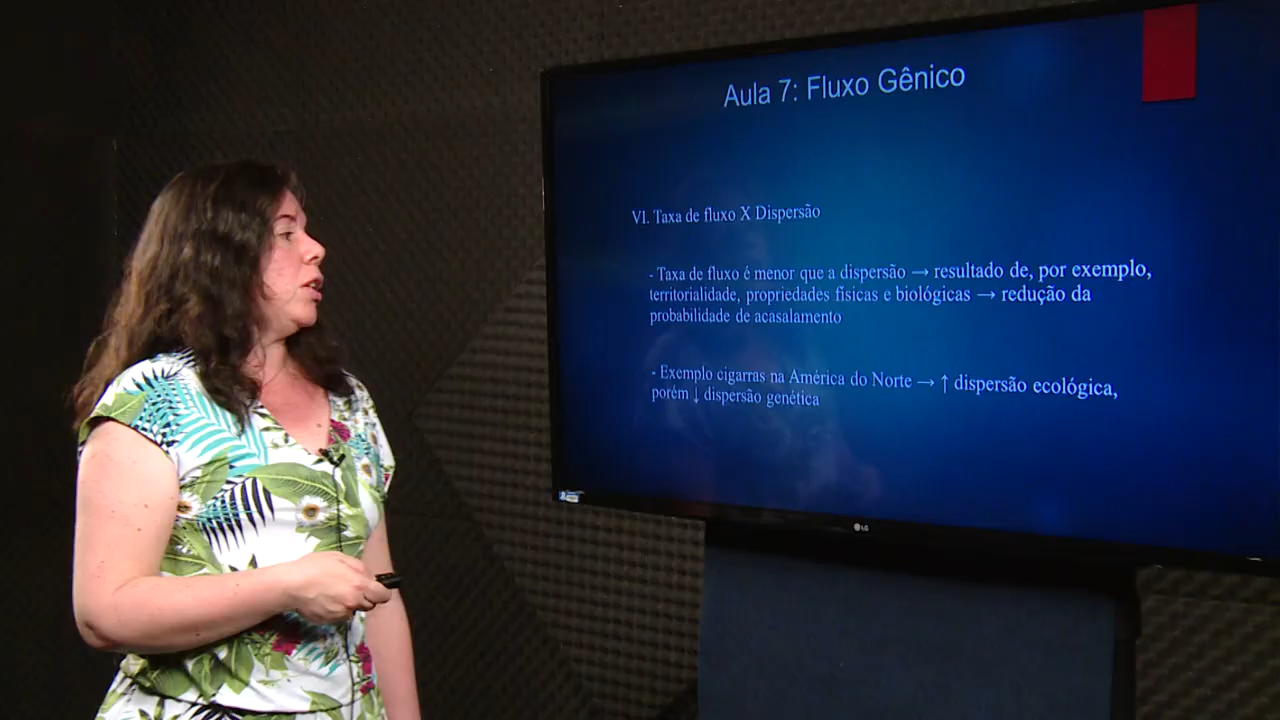 Aula 7: Fluxo Gênico
VI. Taxa de fluxo X Dispersão
- Taxa de fluxo é menor que a dispersão → resultado de, por exemplo,
territorialidade, propriedades físicas e biológicas → redução da
probabilidade de acasalamento
- Exemplo cigarras na América do Norte → ↑ dispersão ecológica,
porém ↓ dispersão genética
LG